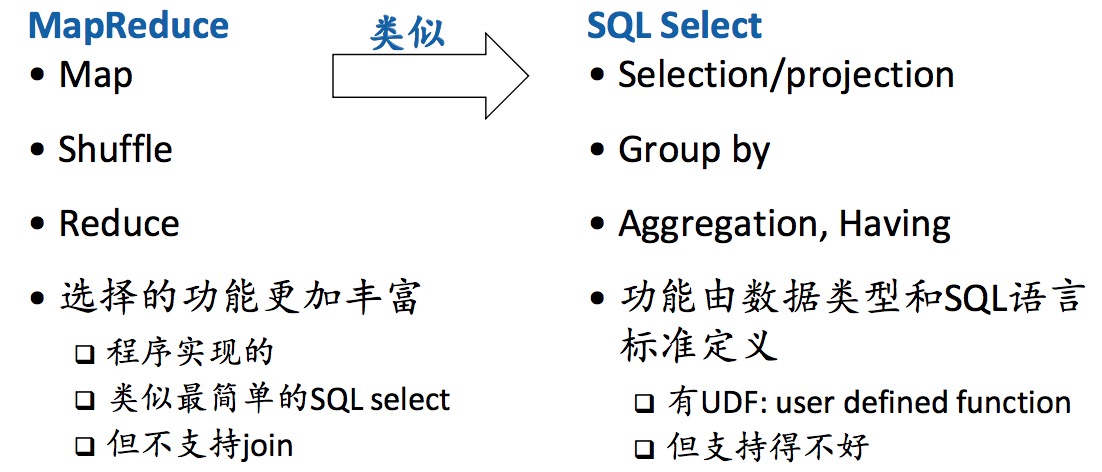 MapReduce
• Map
• Shuffle
• Reduce
• 选择的功能更加丰富
❑ 程序实现的
❑ 类似最简单的SQL select
❑ 但不支持join
类似
SQL Select
• Selection/projection
• Group by
• Aggregation, Having
• 功能由数据类型和SQL语言
标准定义
❑ 有UDF: user defined function
❑ 但支持得不好